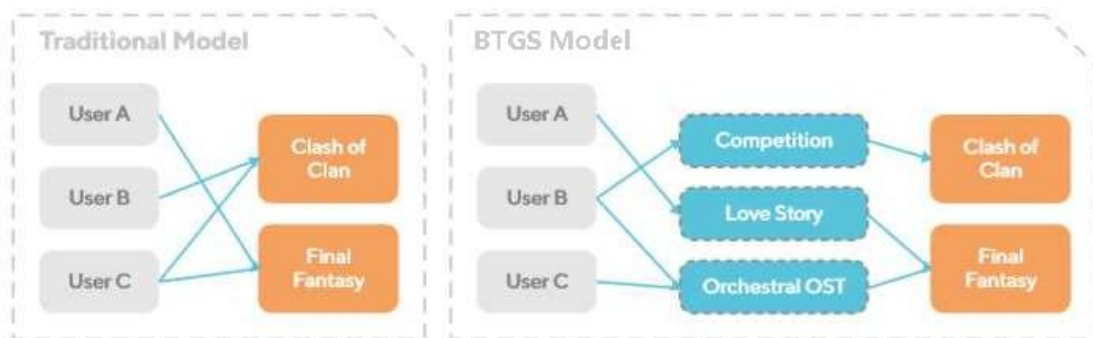 Traditional Model
User A
User B
User C
Clash of
Clan
Final
Fantasy
BTGS Model
User A
User B
User C
Competition
Love Story
Orchestral OST
Clash of
Clan
Final
Fantasy